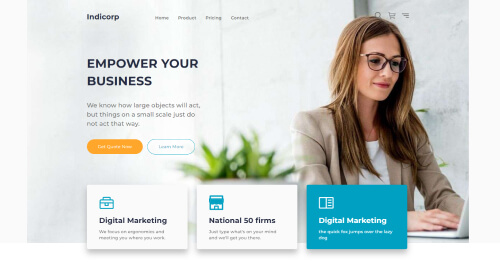 Indicorp
Home Product Pricing Contact
EMPOWER YOUR
BUSINESS
We know how large objects will act,
but things on a small scale just do
not act that way.
Get Quote Now
Learn More
Digital Marketing
We focus on ergonomics and
meeting you where you work.
National 50 firms
Just type what's on your mind
and we'll get you there.
Digital Marketing
the quick fox jumps over the lazy
dog